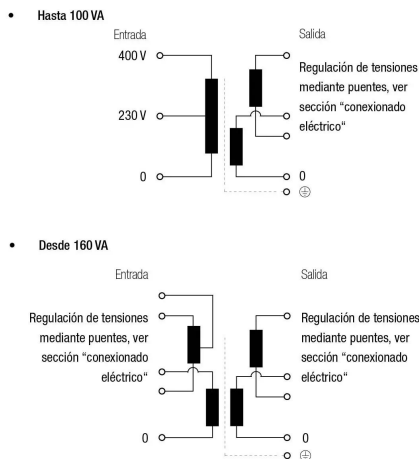 • Hasta 100 VA
Entrada
Salida
400 V
230 V
0
Regulación de tensiones
mediante puentes, ver
sección “conexionado
eléctrico“
0
• Desde 160 VA
Entrada
Salida
Regulación de tensiones
mediante puentes, ver
sección “conexionado
eléctrico“
0
Regulación de tensiones
mediante puentes, ver
sección “conexionado
eléctrico“
0